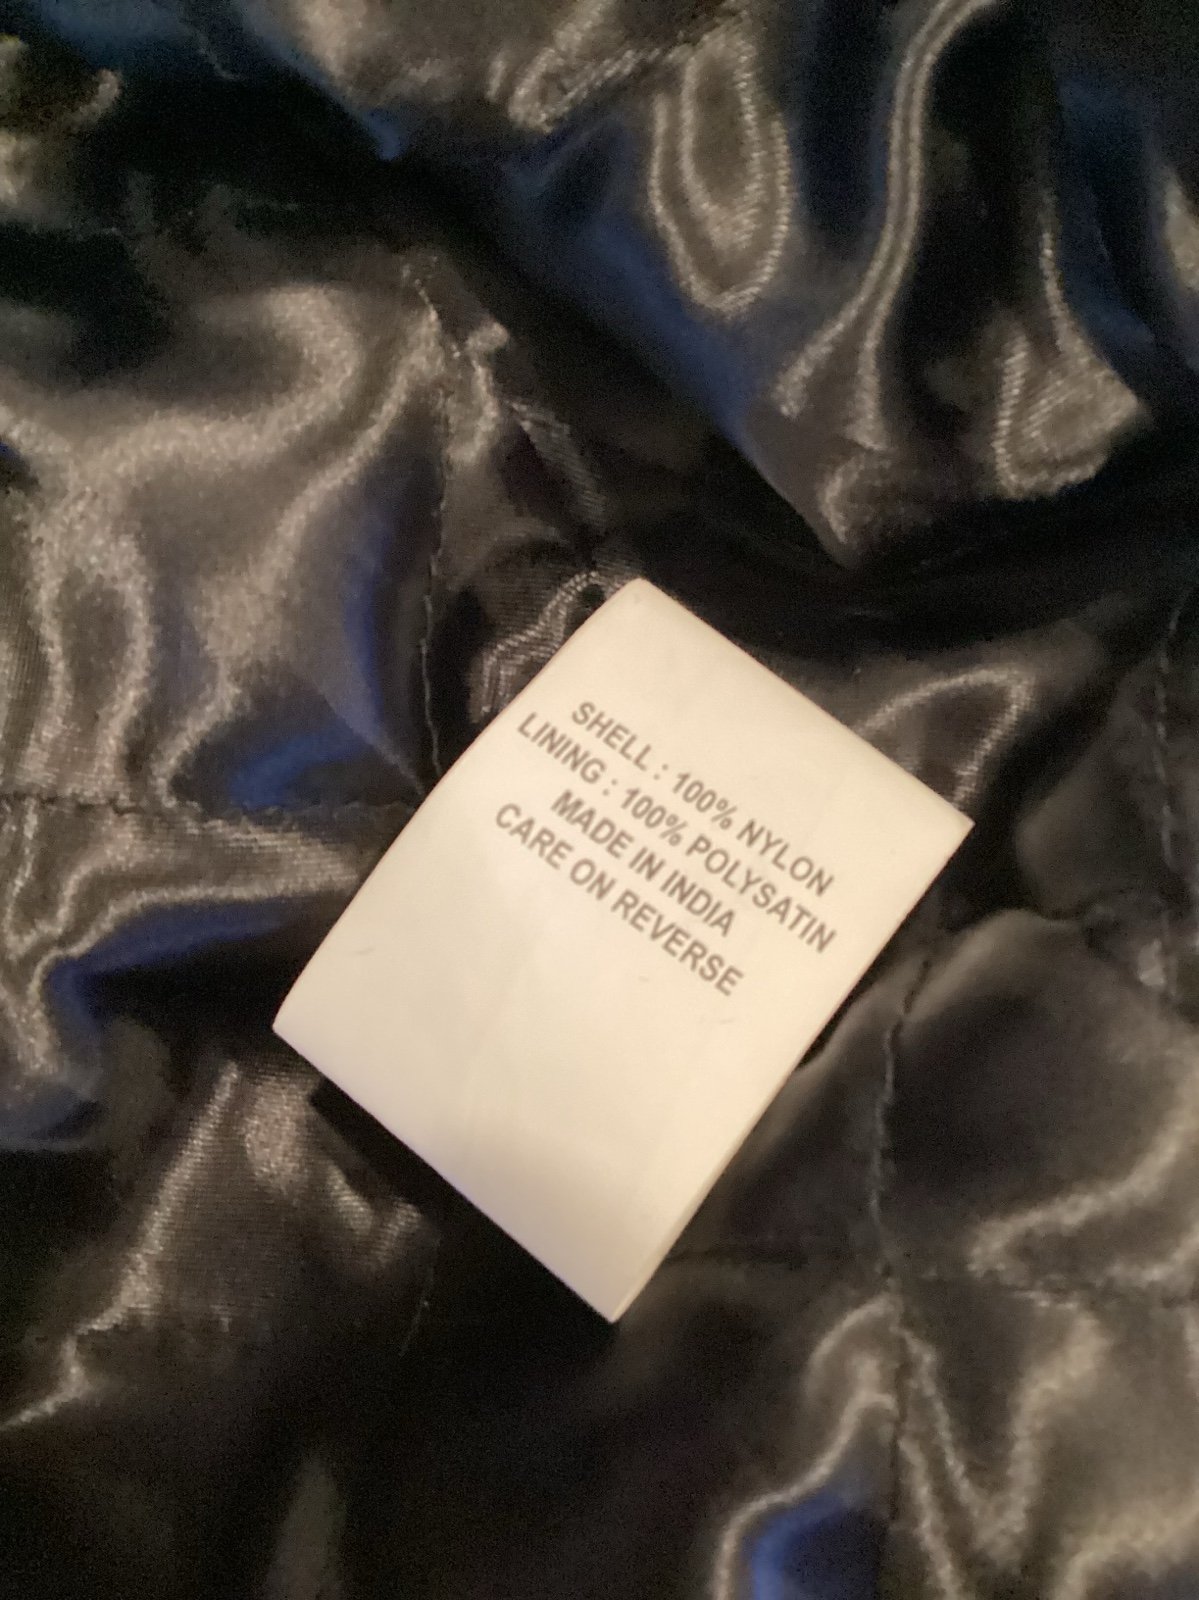 SHELL : 100% NYLON
LINING : 100% POLYSATIN
MADE IN INDIA
CARE ON REVERSE